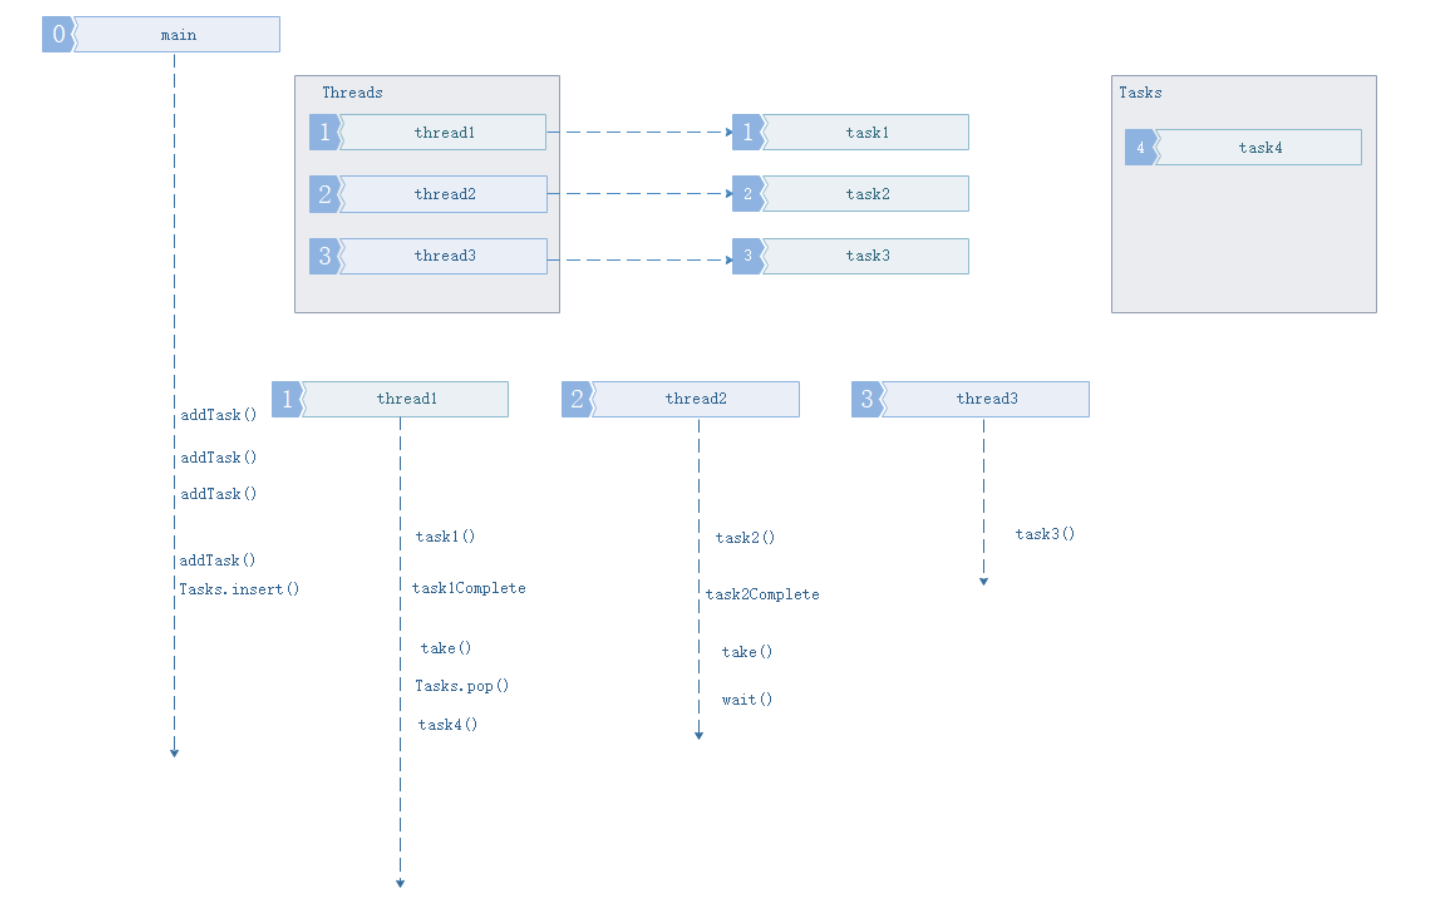 0 main
Threads
1 thread1
1 task1
2 thread2
2 task2
3 thread3
3 task3
Tasks
4 task4
addTask()
addTask()
addTask()
addTask()
Tasks.insert()
1 thread1
task1()
task1Complete
take()
Tasks.pop()
task4()
2 thread2
task2()
task2Complete
take()
wait()
3 thread3
task3()